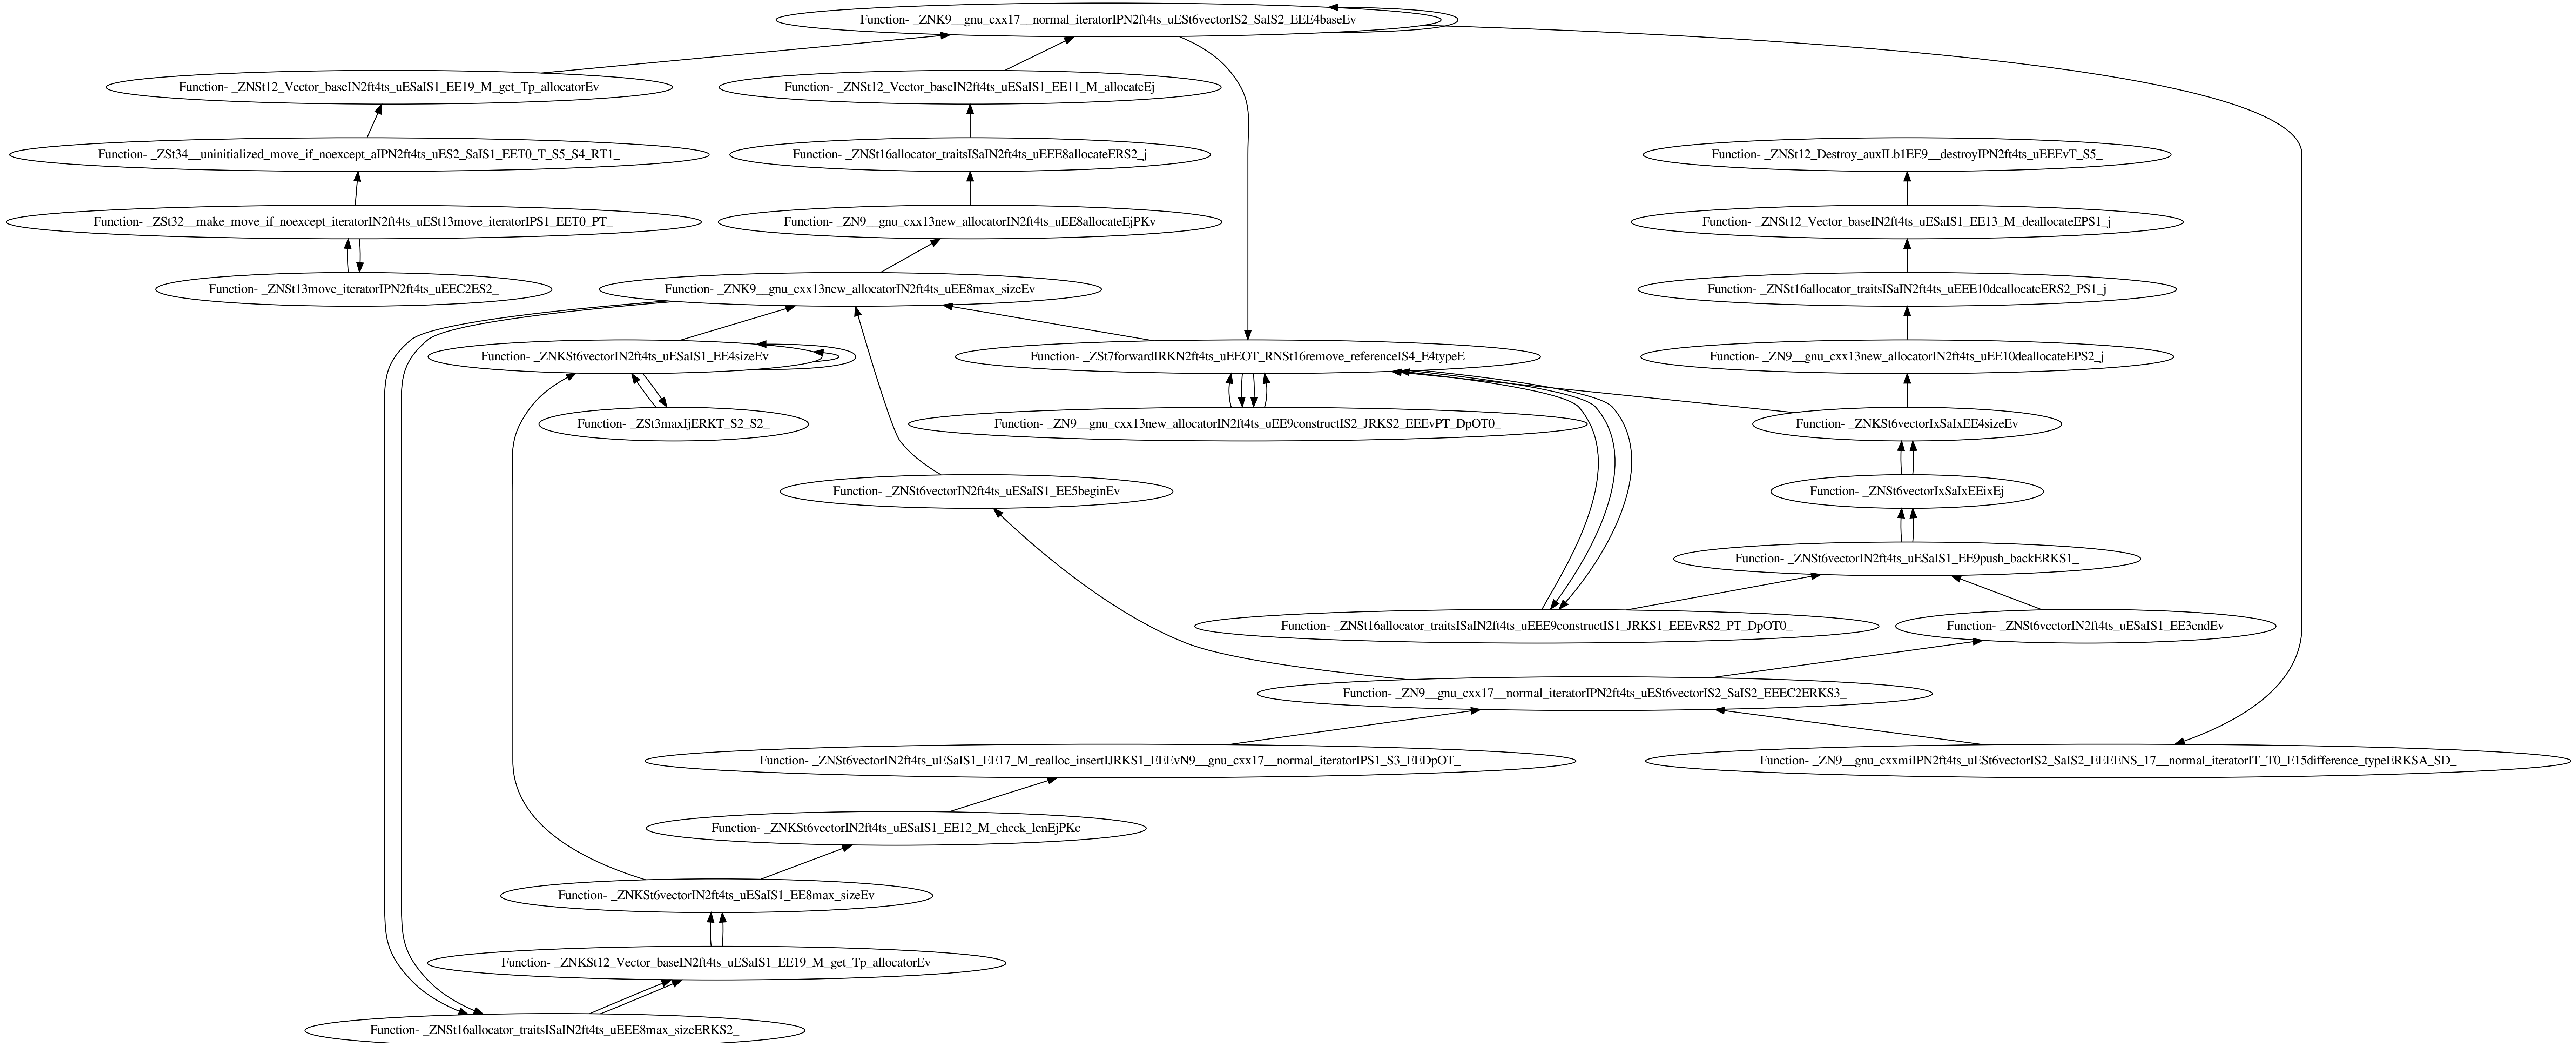 Function- _ZNK9__gnu_cxx17__normal_iteratorIPN2ft4ts_uESt6vectorIS2_SaIS2_EEE4baseEv
Function- _ZNSt12_Vector_baseIN2ft4ts_uESaIS1_EE19_M_get_Tp_allocatorEv
Function- _ZNSt12_Vector_baseIN2ft4ts_uESaIS1_EE11_M_allocateEj
Function- _ZSt34__uninitialized_move_if_noexcept_aIPN2ft4ts_uES2_SaIS1_EET0_T_S5_S4_RT1_
Function- _ZNSt16allocator_traitsISaIN2ft4ts_uEEE8allocateERS2_j
Function- _ZNSt12_Destroy_auxILb1EE9__destroyIPN2ft4ts_uEEEvT_S5_
Function- _ZSt32__make_move_if_noexcept_iteratorIN2ft4ts_uESt13move_iteratorIPS1_EET0_PT_
Function- _ZN9__gnu_cxx13new_allocatorIN2ft4ts_uEE8allocateEjPKv
Function- _ZNSt12_Vector_baseIN2ft4ts_uESaIS1_EE13_M_deallocateEPS1_j
Function- _ZNSt13move_iteratorIPN2ft4ts_uEEC2ES2_
Function- _ZNK9__gnu_cxx13new_allocatorIN2ft4ts_uEE8max_sizeEv
Function- _ZNSt16allocator_traitsISaIN2ft4ts_uEEE10deallocateERS2_PS1_j
Function- _ZNKSt6vectorIN2ft4ts_uESaIS1_EE4sizeEv
Function- _ZSt7forwardIRKN2ft4ts_uEEOT_RNSt16remove_referenceIS4_E4typeE
Function- _ZN9__gnu_cxx13new_allocatorIN2ft4ts_uEE10deallocateEPS2_j
Function- _ZSt3maxIjERKT_S2_S2_
Function- _ZN9__gnu_cxx13new_allocatorIN2ft4ts_uEE9constructIS2_JRKS2_EEEvPT_DpOT0_
Function- _ZNKSt6vectorIxSaIxEE4sizeEv
Function- _ZNSt6vectorIN2ft4ts_uESaIS1_EE5beginEv
Function- _ZNSt6vectorIxSaIxEEixEj
Function- _ZNSt6vectorIN2ft4ts_uESaIS1_EE9push_backERKS1_
Function- _ZNSt16allocator_traitsISaIN2ft4ts_uEEE9constructIS1_JRKS1_EEEvRS2_PT_DpOT0_
Function- _ZNSt6vectorIN2ft4ts_uESaIS1_EE3endEv
Function- _ZN9__gnu_cxx17__normal_iteratorIPN2ft4ts_uESt6vectorIS2_SaIS2_EEEC2ERKS3_
Function- _ZNSt6vectorIN2ft4ts_uESaIS1_EE17_M_realloc_insertIJRKS1_EEEvN9__gnu_cxx17__normal_iteratorIPS1_S3_EEDpOT_
Function- _ZN9__gnu_cxxmiIPN2ft4ts_uESt6vectorIS2_SaIS2_EEEENS_17__normal_iteratorIT_T0_E15difference_typeERKSA_SD_
Function- _ZNKSt6vectorIN2ft4ts_uESaIS1_EE12_M_check_lenEjPKc
Function- _ZNKSt6vectorIN2ft4ts_uESaIS1_EE8max_sizeEv
Function- _ZNKSt12_Vector_baseIN2ft4ts_uESaIS1_EE19_M_get_Tp_allocatorEv
Function- _ZNSt16allocator_traitsISaIN2ft4ts_uEEE8max_sizeERKS2_